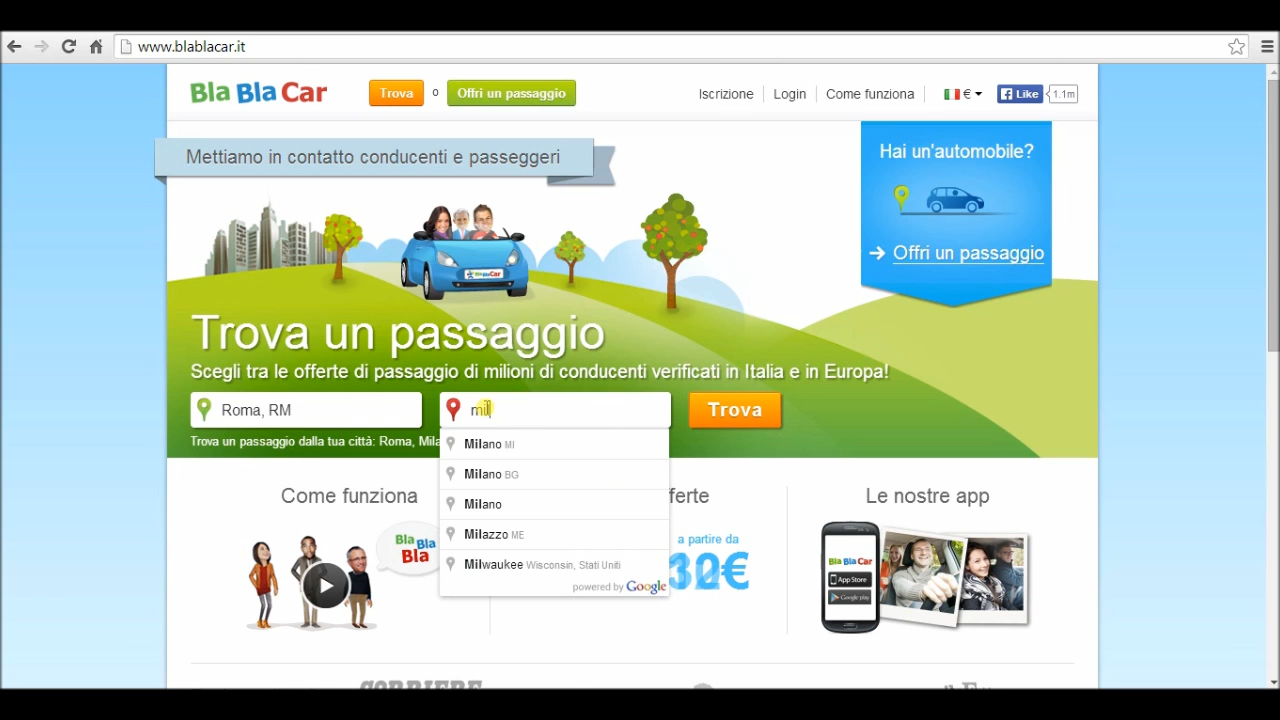 www.blablacar.it
Bla Bla Car
Trova
o
Offri un passaggio
Iscrizione
Login
Come funziona
€
Like
1.1m
Mettiamo in contatto conducenti e passeggeri
Hai un'automobile?
Offri un passaggio
BlaBlaCar
Trova un passaggio
Scegli tra le offerte di passaggio di milioni di conducenti verificati in Italia e in Europa!
Roma, RM
mil
Trova
Trova un passaggio dalla tua città: Roma, Mila
Milano MI
Milano BG
Milano
Milazzo ME
Milwaukee Wisconsin, Stati Uniti
powered by Google
Come funziona
Bla Bla Bla
ferte
a partire da
€
Le nostre app
Bla Bla Car
App Store
Google play
CORRIERE